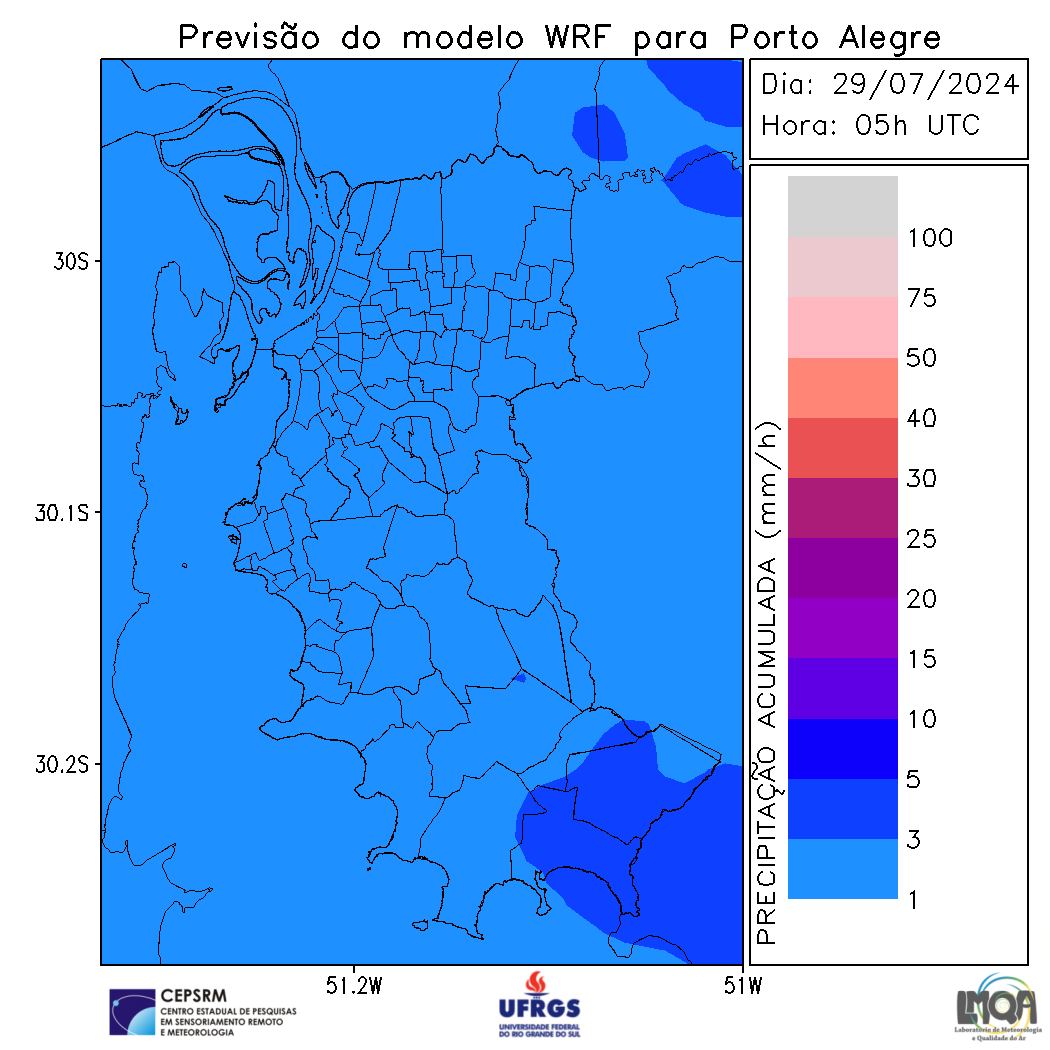 Previsão do modelo WRF para Porto Alegre
Dia: 29/07/2024
Hora: 05h UTC
PRECIPITAÇÃO ACUMULADA (mm/h)
100
75
50
40
30
25
20
15
10
5
3
1
30S
30.1S
30.2S
51.2W
51W
CEPSRM
CENTRO ESTADUAL DE PESQUISAS
EM SENSORIAMENTO REMOTO
E METEOROLOGIA
UFRGS
UNIVERSIDADE FEDERAL
DO RIO GRANDE DO SUL
LMQA
Laboratório de Meteorologia
e Qualidade do Ar